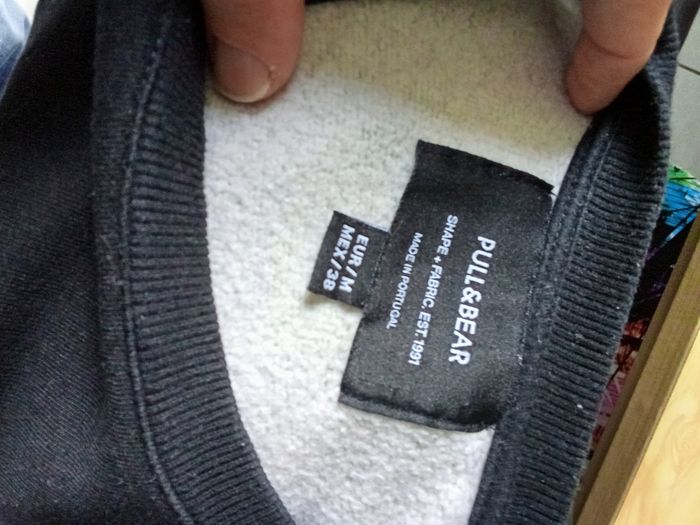 PULL&BEAR
SHAPE + FABRIC. EST. 1991
MADE IN PORTUGAL
EUR/M
MEX/38